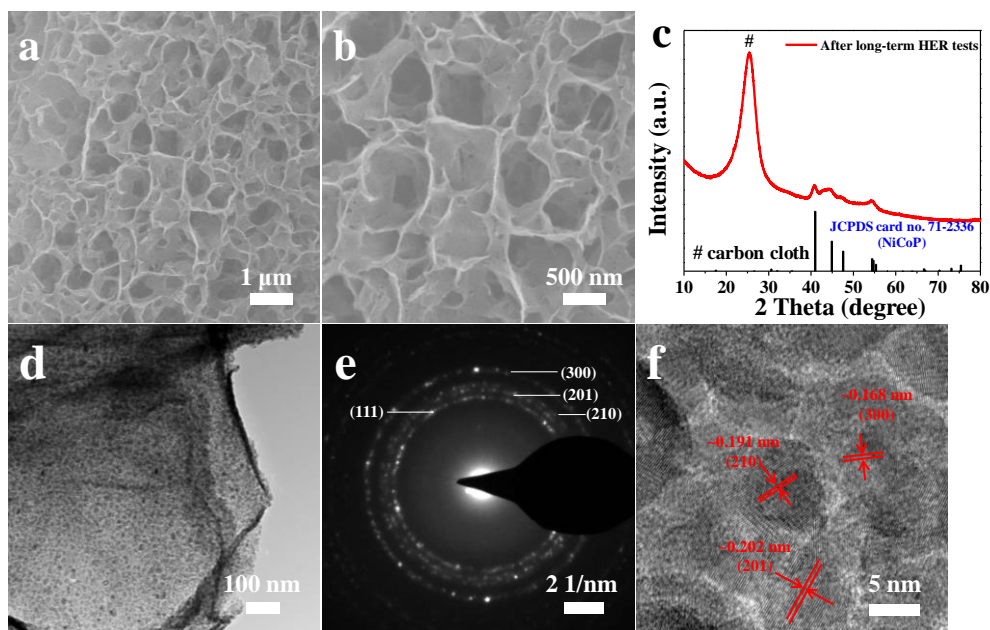 a
1 μm
b
500 nm
c
#
After long-term HER tests
Intensity (a.u.)
JCPDS card no. 71-2336
(NiCoP)
# carbon cloth
10 20 30 40 50 60 70 80
2 Theta (degree)
d
100 nm
e
(300)
(201)
(111)
(210)
2 1/nm
f
~0.168 nm
(300)
~0.191 nm
(210)
~0.202 nm
(201)
5 nm